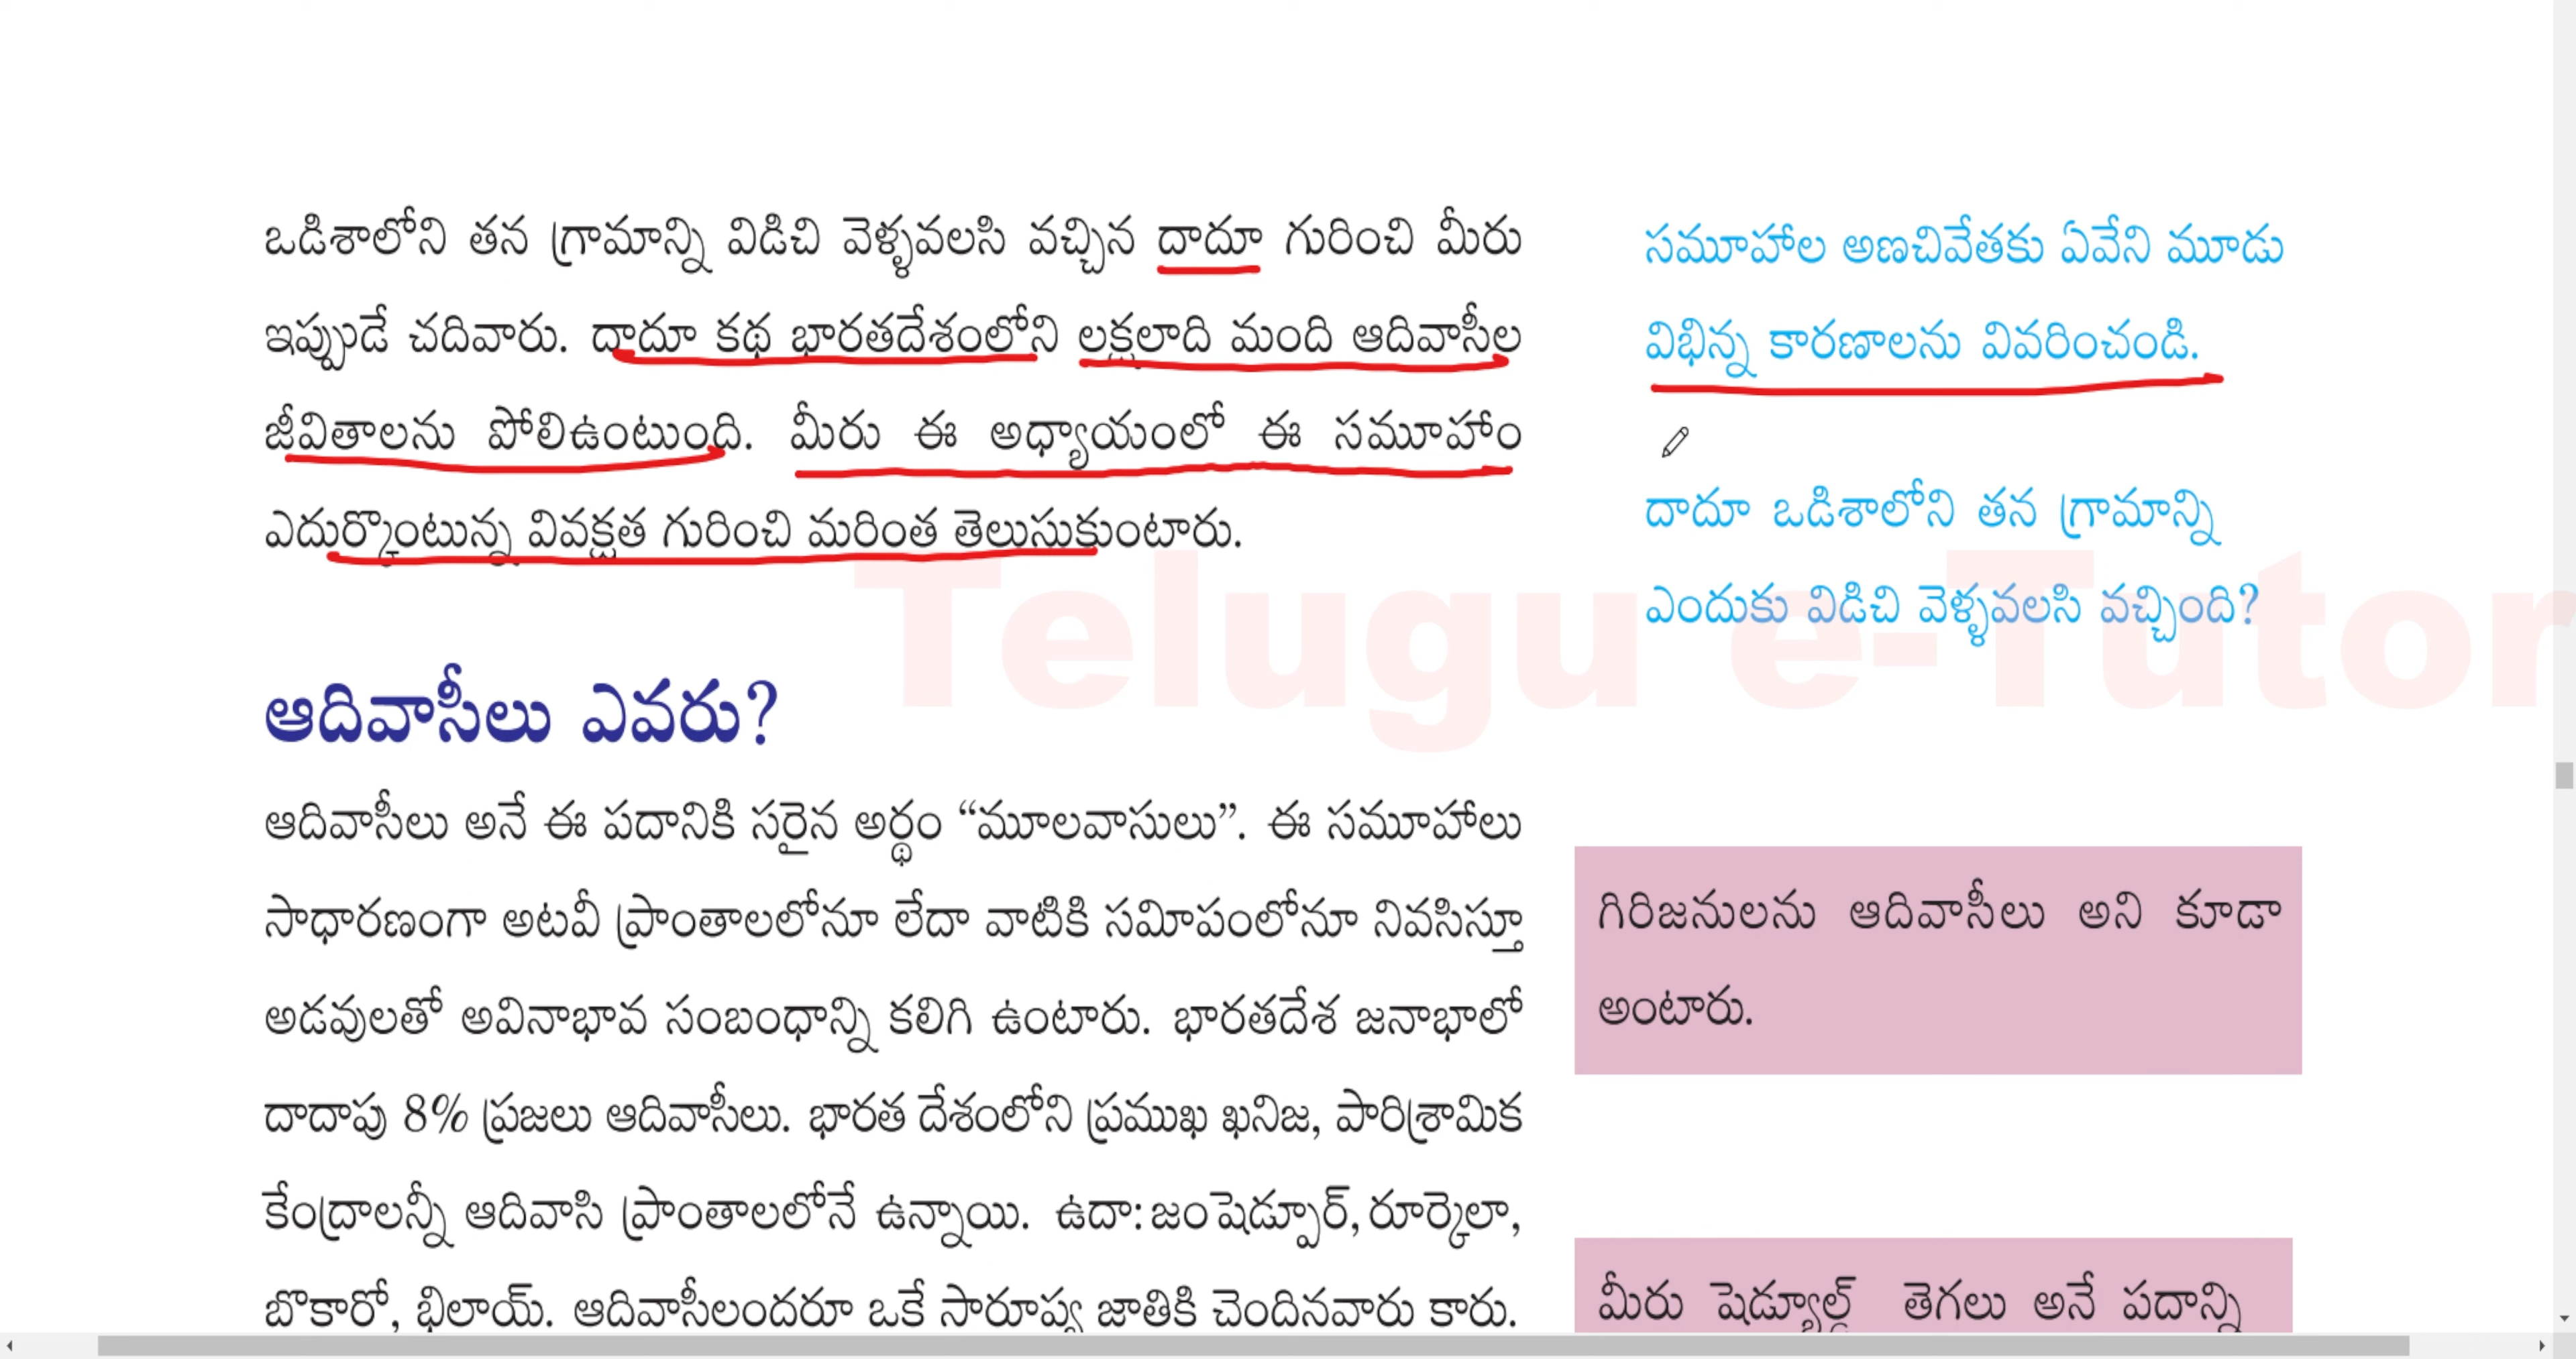 ఒడిశాలోని తన గ్రామాన్ని విడిచి వెళ్ళవలసి వచ్చిన దాదూ గురించి మీరు
ఇప్పుడే చదివారు. దాదూ కథ భారతదేశంలోని లక్షలాది మంది ఆదివాసీల
జీవితాలను పోలిఉంటుంది. మీరు ఈ అధ్యాయంలో ఈ సమూహాం
ఎదుర్కొంటున్న వివక్షత గురించి మరింత తెలుసుకుంటారు.
సమూహాల అణచివేతకు ఏవేని మూడు
విభిన్న కారణాలను వివరించండి.
దాదూ ఒడిశాలోని తన గ్రామాన్ని
ఎందుకు విడిచి వెళ్ళవలసి వచ్చింది?
Telugu e-Tutor
ఆదివాసీలు ఎవరు?
ఆదివాసీలు అనే ఈ పదానికి సరైన అర్థం “మూలవాసులు”. ఈ సమూహాలు
సాధారణంగా అటవీ ప్రాంతాలలోనూ లేదా వాటికి సమీపంలోనూ నివసిస్తూ
అడవులతో అవినాభావ సంబంధాన్ని కలిగి ఉంటారు. భారతదేశ జనాభాలో
దాదాపు 8% ప్రజలు ఆదివాసీలు. భారత దేశంలోని ప్రముఖ ఖనిజ, పారిశ్రామిక
కేంద్రాలన్నీ ఆదివాసి ప్రాంతాలలోనే ఉన్నాయి. ఉదా: జంషెడ్పూర్, రూర్కెలా,
బొకారో, భిలాయ్. ఆదివాసీలందరూ ఒకే సారూప్య జాతికి చెందినవారు కారు.
గిరిజనులను ఆదివాసీలు అని కూడా
అంటారు.
మీరు షెడ్యూల్డ్ తెగలు అనే పదాన్ని